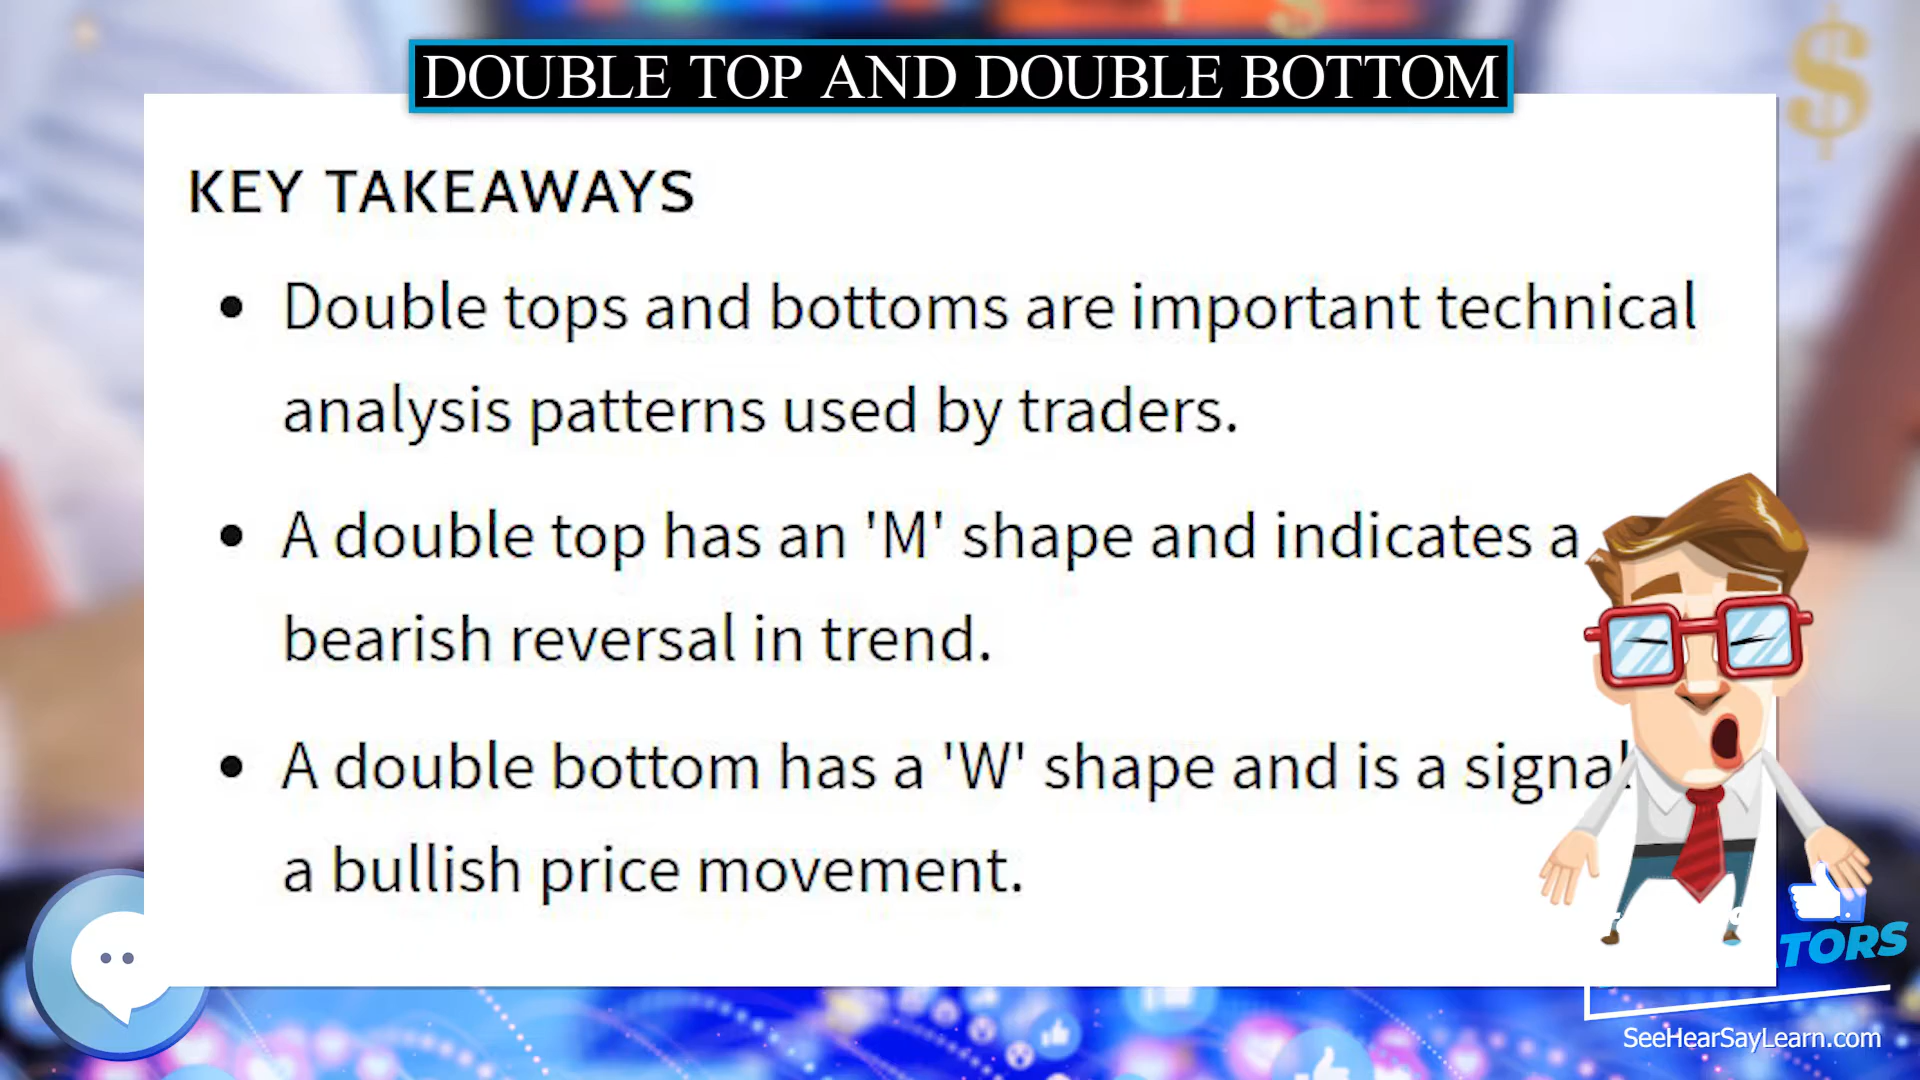 DOUBLE TOP AND DOUBLE BOTTOM
KEY TAKEAWAYS
• Double tops and bottoms are important technical
analysis patterns used by traders.
• A double top has an 'M' shape and indicates a
bearish reversal in trend.
• A double bottom has a 'W' shape and is a signal
a bullish price movement.
TORS
SeeHearSayLearn.com